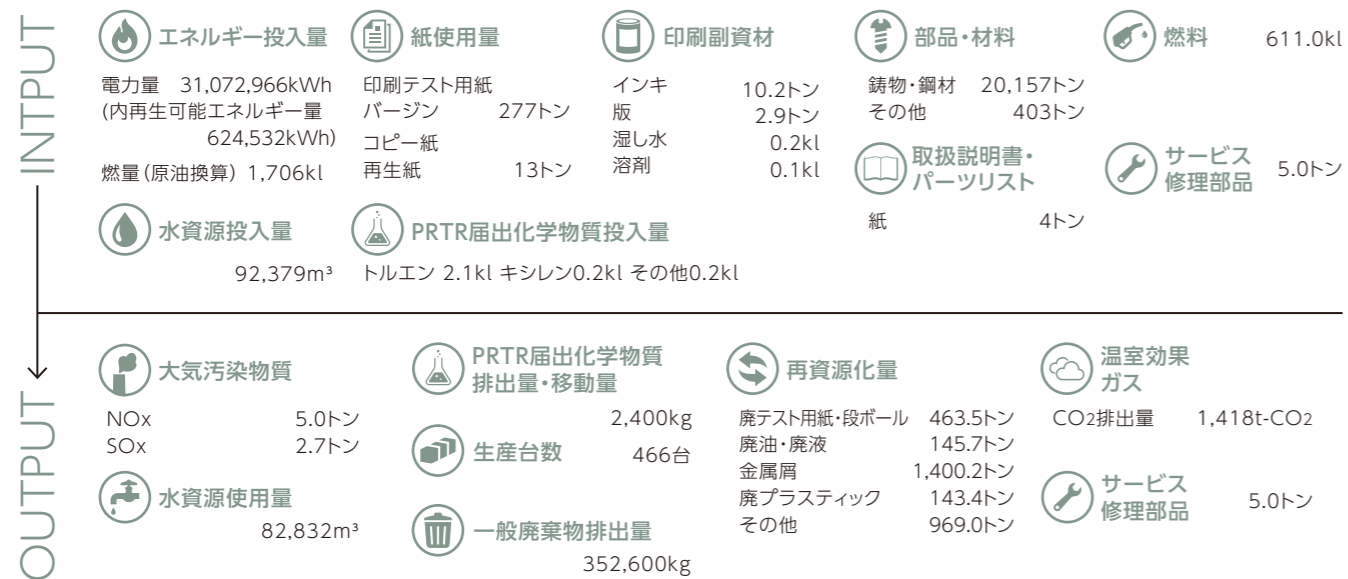 INTPUT
エネルギー投入量
電力量 31,072,966kWh
(内再生可能エネルギー量
624,532kWh)
燃量(原油換算) 1,706kl
紙使用量
印刷テスト用紙
バージン 277トン
コピー紙
再生紙 13トン
印刷副資材
インキ 10.2トン
版 2.9トン
湿し水 0.2kl
溶剤 0.1kl
部品・材料
鋳物・鋼材 20,157トン
その他 403トン
取扱説明書・
パーツリスト
紙 4トン
燃料 611.0kl
サービス
修理部品 5.0トン
水資源投入量
92,379m³
PRTR届出化学物質投入量
トルエン 2.1kl キシレン0.2kl その他0.2kl
OUTPUT
大気汚染物質
NOx 5.0トン
SOx 2.7トン
水資源使用量
82,832m³
PRTR届出化学物質
排出量・移動量
2,400kg
生産台数 466台
一般廃棄物排出量
352,600kg
再資源化量
廃テスト用紙・段ボール 463.5トン
廃油・廃液 145.7トン
金属屑 1,400.2トン
廃プラスティック 143.4トン
その他 969.0トン
温室効果
ガス
CO2排出量 1,418t-CO2
サービス
修理部品 5.0トン